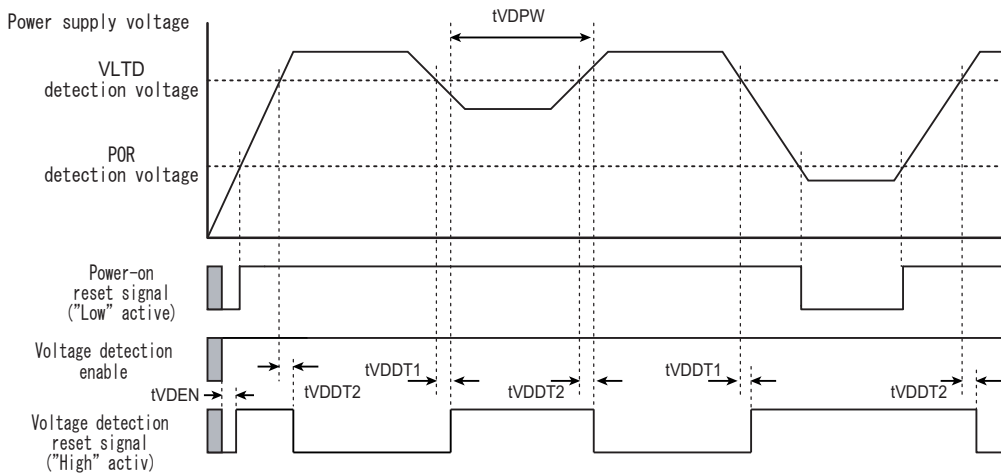 tVDPW
Power supply voltage
VLTD
detection voltage
POR
detection voltage
Power-on
reset signal
("Low" active)
Voltage detection
enable
tVDDT1
tVDDT1
tVDEN
tVDDT2
tVDDT2
tVDDT2
Voltage detection
reset signal
("High" activ)